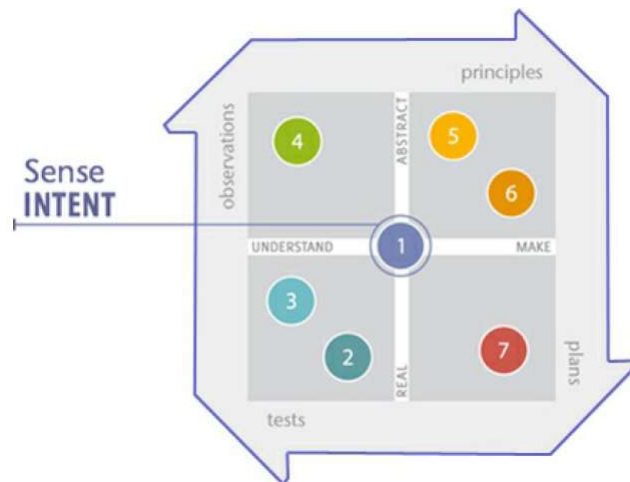 principles
observations
ABSTRACT
4
5
6
Sense
INTENT
UNDERSTAND
1
MAKE
3
2
7
REAL
plans
tests